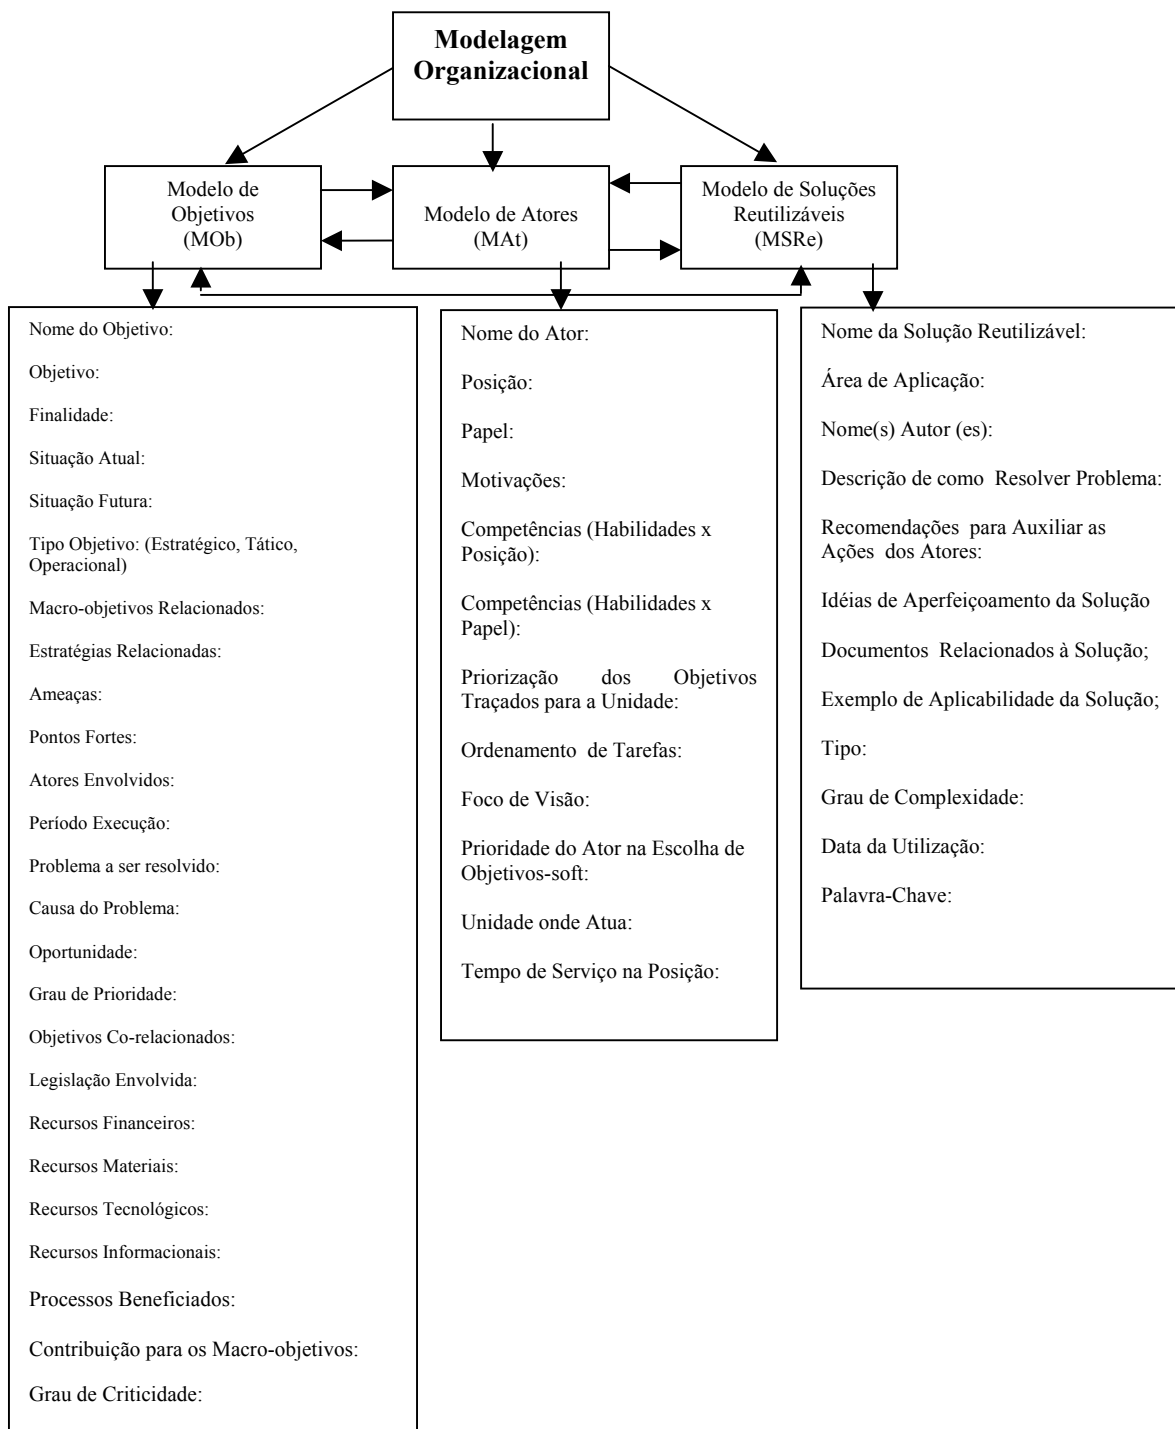 Modelagem
Organizacional
Modelo de
Objetivos
(MOb)
Modelo de Atores
(MAt)
Modelo de Soluções
Reutilizáveis
(MSRe)
Nome do Objetivo:
Objetivo:
Finalidade:
Situação Atual:
Situação Futura:
Tipo Objetivo: (Estratégico, Tático,
Operacional)
Macro-objetivos Relacionados:
Estratégias Relacionadas:
Ameaças:
Pontos Fortes:
Atores Envolvidos:
Período Execução:
Problema a ser resolvido:
Causa do Problema:
Oportunidade:
Grau de Prioridade:
Objetivos Co-relacionados:
Legislação Envolvida:
Recursos Financeiros:
Recursos Materiais:
Recursos Tecnológicos:
Recursos Informacionais:
Processos Beneficiados:
Contribuição para os Macro-objetivos:
Grau de Criticidade:
Nome do Ator:
Posição:
Papel:
Motivações:
Competências (Habilidades x
Posição):
Competências (Habilidades x
Papel):
Priorização dos Objetivos
Traçados para a Unidade:
Ordenamento de Tarefas:
Foco de Visão:
Prioridade do Ator na Escolha de
Objetivos-soft:
Unidade onde Atua:
Tempo de Serviço na Posição:
Nome da Solução Reutilizável:
Área de Aplicação:
Nome(s) Autor (es):
Descrição de como Resolver Problema:
Recomendações para Auxiliar as
Ações dos Atores:
Idéias de Aperfeiçoamento da Solução
Documentos Relacionados à Solução;
Exemplo de Aplicabilidade da Solução;
Tipo:
Grau de Complexidade:
Data da Utilização:
Palavra-Chave: